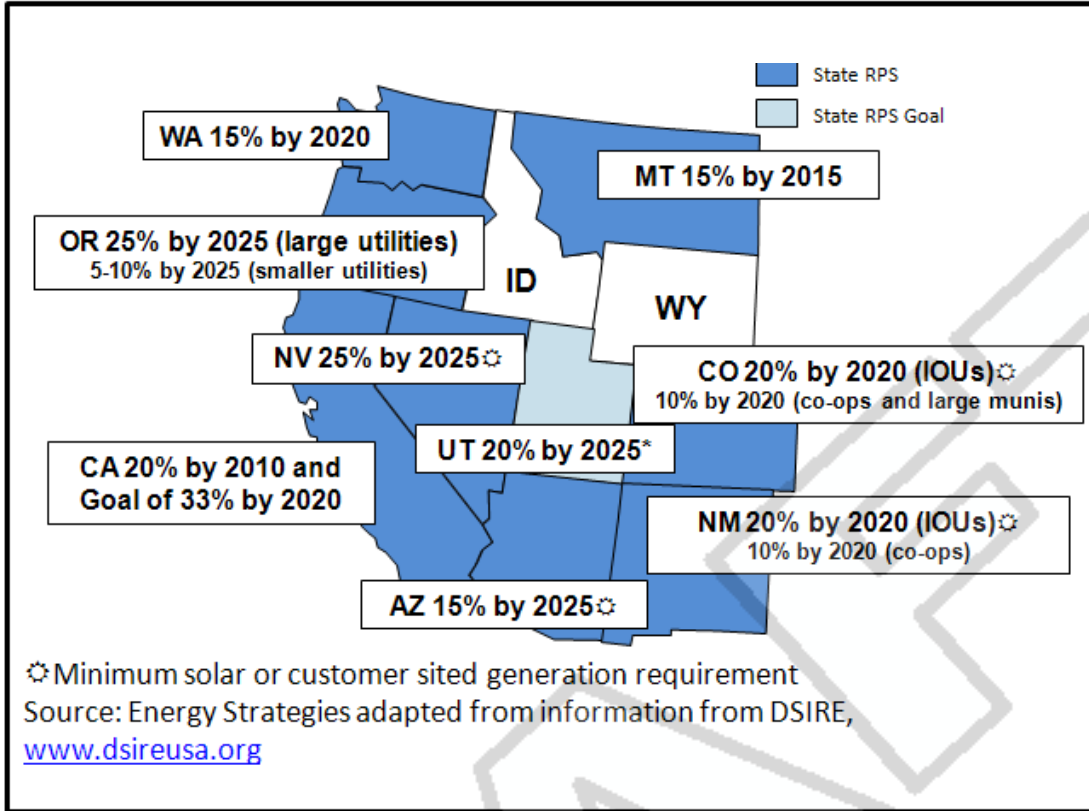 State RPS
State RPS Goal
WA 15% by 2020
MT 15% by 2015
OR 25% by 2025 (large utilities)
5-10% by 2025 (smaller utilities)
ID
WY
NV 25% by 2025☼
CO 20% by 2020 (IOUs)☼
10% by 2020 (co-ops and large munis)
UT 20% by 2025*
CA 20% by 2010 and
Goal of 33% by 2020
NM 20% by 2020 (IOUs)☼
10% by 2020 (co-ops)
AZ 15% by 2025☼
☼Minimum solar or customer sited generation requirement
Source: Energy Strategies adapted from information from DSIRE,
www.dsireusa.org